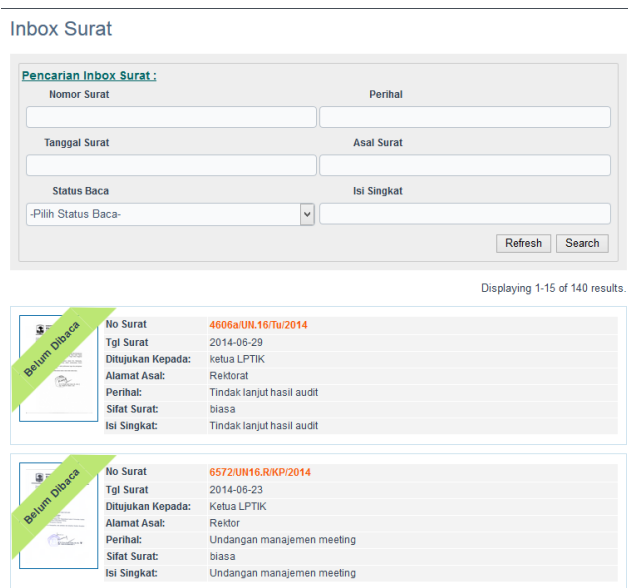 Inbox Surat
Pencarian Inbox Surat :
Nomor Surat Perihal
Tanggal Surat Asal Surat
Status Baca Isi Singkat
-Pilih Status Baca-
Refresh Search
Displaying 1-15 of 140 results.
Belum Dibaca
No Surat 4606a/UN.16/Tu/2014
Tgl Surat 2014-06-29
Ditujukan Kepada: ketua LPTIK
Alamat Asal: Rektorat
Perihal: Tindak lanjut hasil audit
Sifat Surat: biasa
Isi Singkat: Tindak lanjut hasil audit
Belum Dibaca
No Surat 6572/UN16.R/KP/2014
Tgl Surat 2014-06-23
Ditujukan Kepada: Ketua LPTIK
Alamat Asal: Rektor
Perihal: Undangan manajemen meeting
Sifat Surat: biasa
Isi Singkat: Undangan manajemen meeting